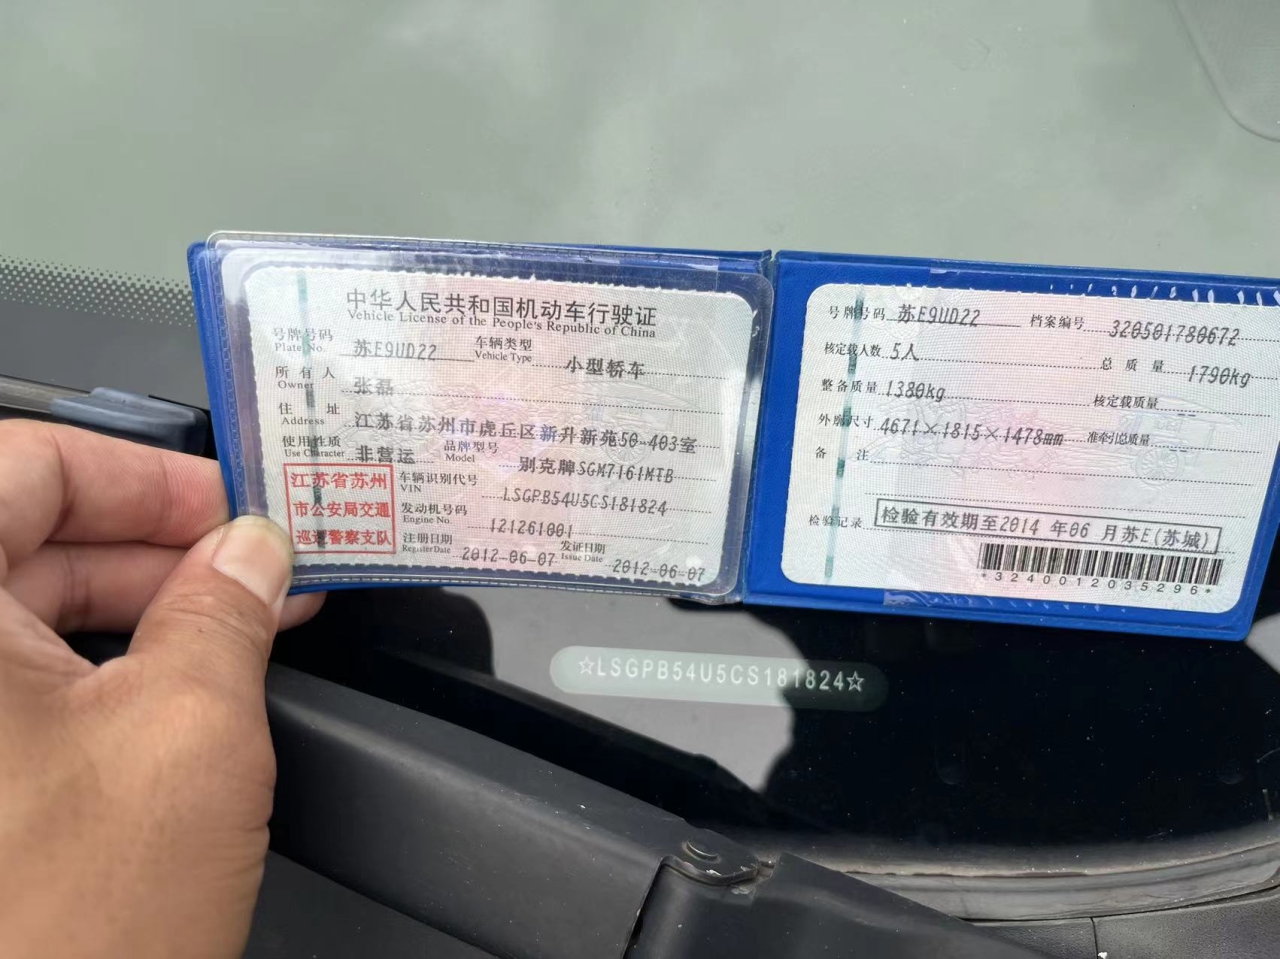 中华人民共和国机动车行驶证
Vehicle License of the People's Republic of China
号牌号码 苏E9UD22 车辆类型 小型轿车
Plate No. Vehicle Type
所有人 张磊
Owner
住址 江苏省苏州市虎丘区新升新苑50-403室
Address
使用性质 非营运 品牌型号 别克牌SGM7161MTB
Use Character Model
江苏省苏州
市公安局交通
巡逻警察支队
车辆识别代号 LSGPB54U5CS181824
VIN
发动机号码 121261001
Engine No.
注册日期 2012-06-07 发证日期 2012-06-07
Register Date Issue Date
号牌号码 苏E9UD22 档案编号 320501780672
核定载人数 5人 总质量 1790kg
整备质量 1380kg 核定载质量
外廓尺寸 4671×1815×1478mm 准牵引总质量
备注
检验记录 检验有效期至2014年06月苏E(苏城)
*3240012035296*
☆LSGPB54U5CS181824☆